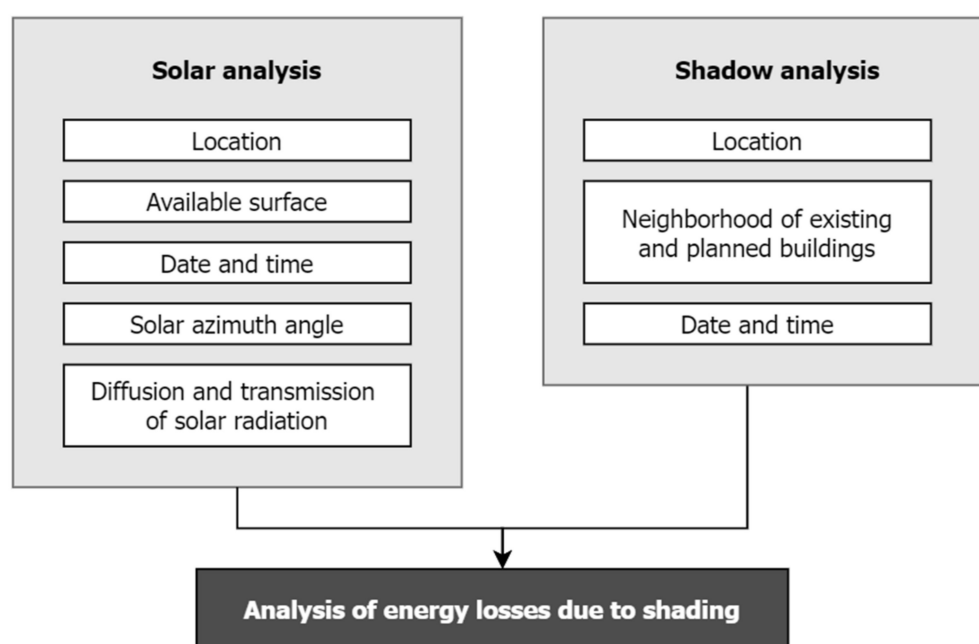 Solar analysis
Location
Available surface
Date and time
Solar azimuth angle
Diffusion and transmission
of solar radiation
Shadow analysis
Location
Neighborhood of existing
and planned buildings
Date and time
Analysis of energy losses due to shading